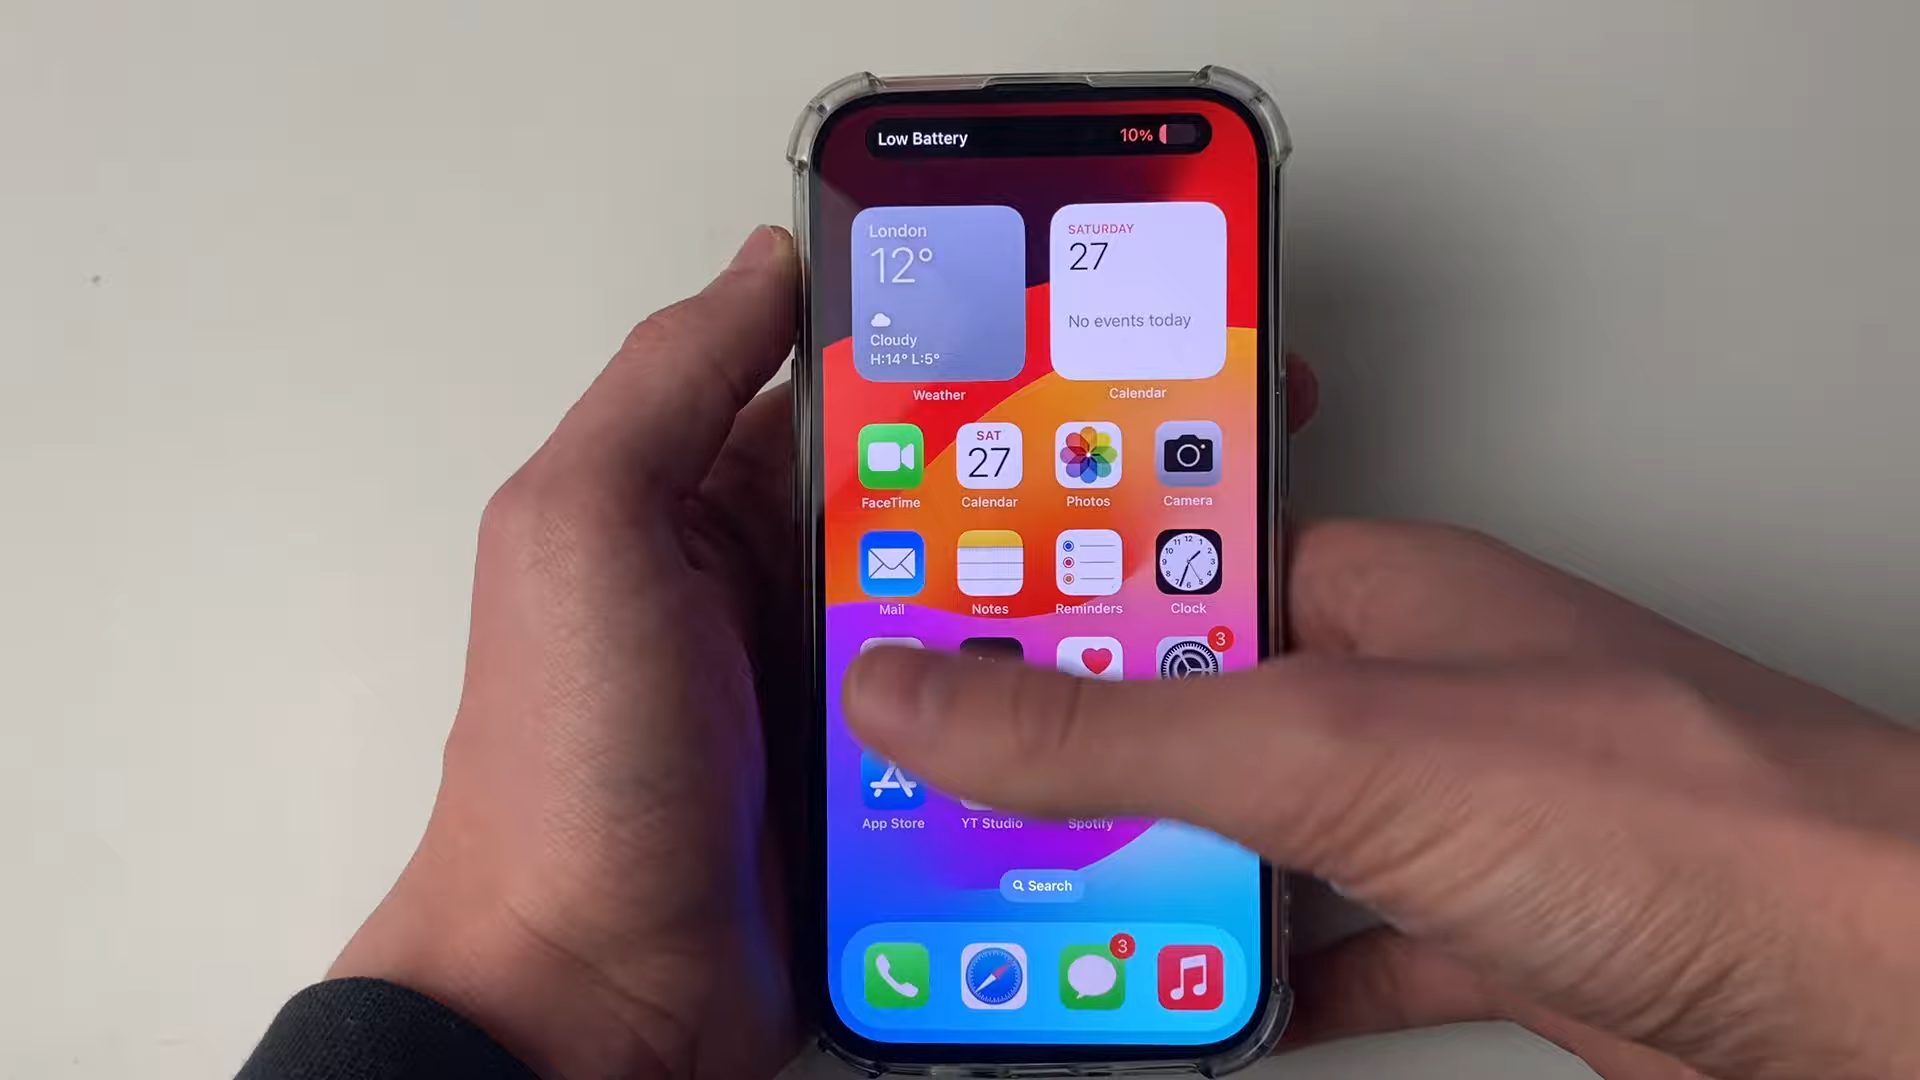 Low Battery 10%
London
12°
Cloudy
H:14° L:5°
Weather
SATURDAY
27
No events today
Calendar
FaceTime
SAT
27
Calendar
Photos
Camera
Mail
Notes
Reminders
Clock
3
App Store
YT Studio
Spotify
Search
3